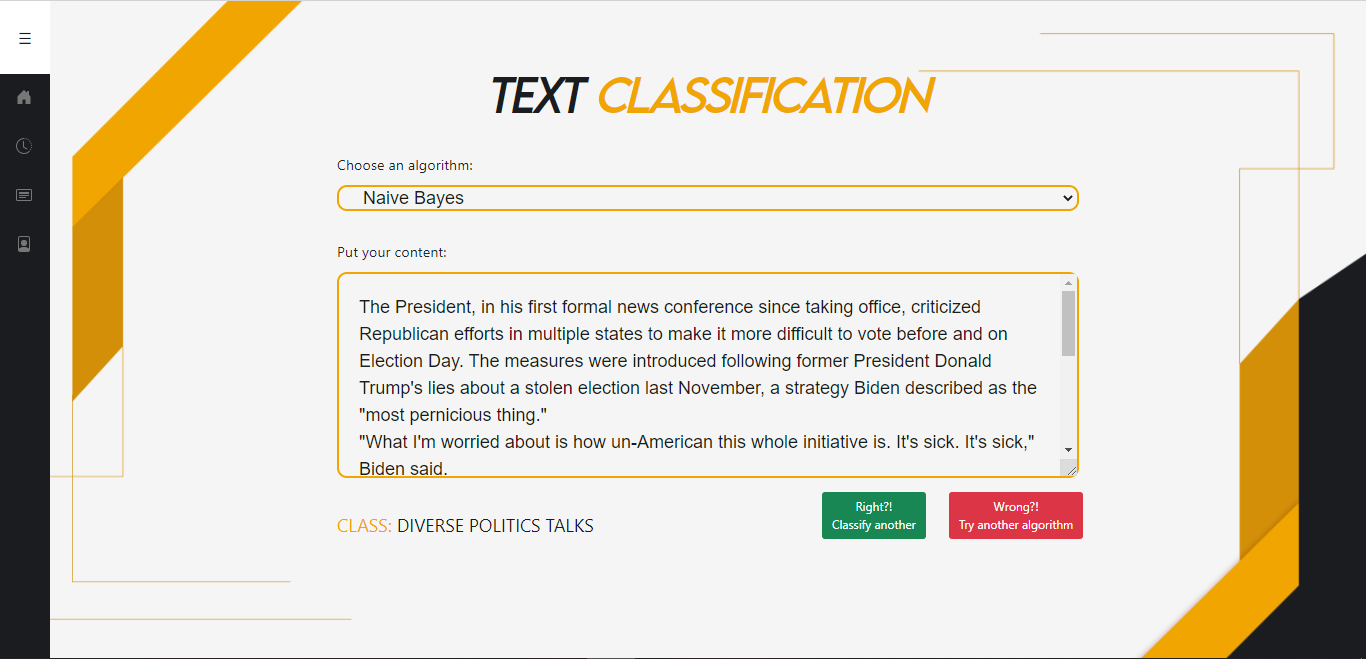 TEXT CLASSIFICATION
Choose an algorithm:
Naive Bayes
Put your content:
The President, in his first formal news conference since taking office, criticized
Republican efforts in multiple states to make it more difficult to vote before and on
Election Day. The measures were introduced following former President Donald
Trump's lies about a stolen election last November, a strategy Biden described as the
"most pernicious thing."
"What I'm worried about is how un-American this whole initiative is. It's sick. It's sick,"
Biden said.
CLASS: DIVERSE POLITICS TALKS
Right?!
Classify another
Wrong?!
Try another algorithm